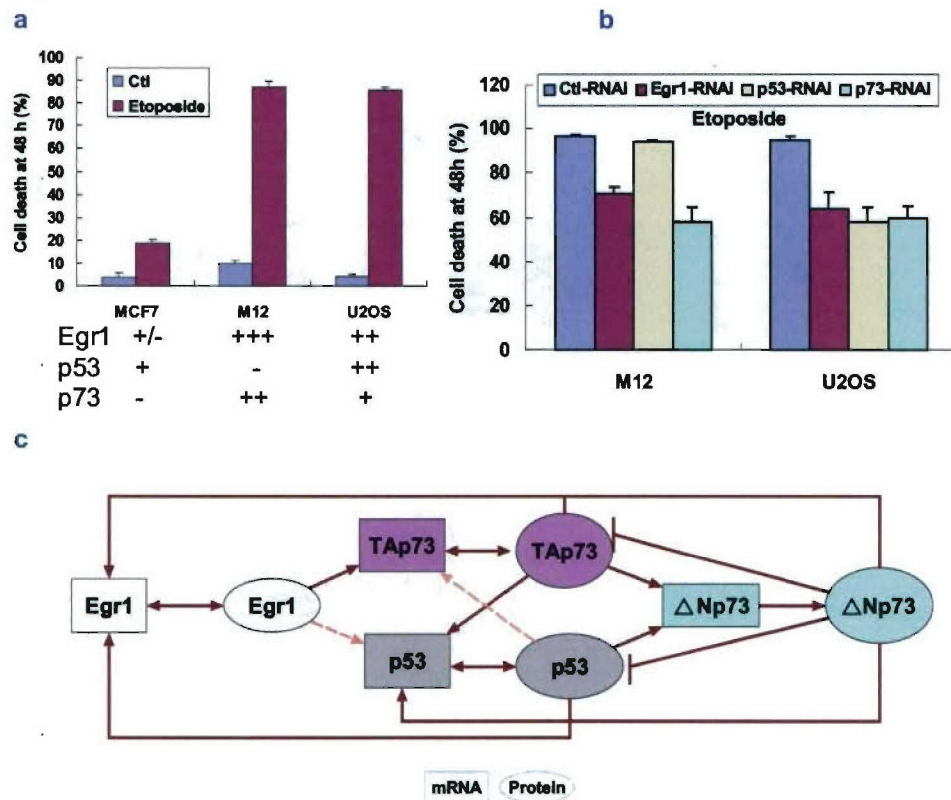 a
Cell death at 48 h (%)
100
90
80
70
60
50
40
30
20
10
0
Ctl
Etoposide
MCF7 M12 U2OS
Egr1 +/- +++ ++
p53 + - ++
p73 - ++ +
b
Cell death at 48h (%)
120
100
80
60
40
20
0
Ctl-RNAi Egr1-RNAi p53-RNAi p73-RNAi
Etoposide
M12 U2OS
c
TAp73 TAp73
Egr1 Egr1 △Np73 △Np73
p53 p53
mRNA Protein